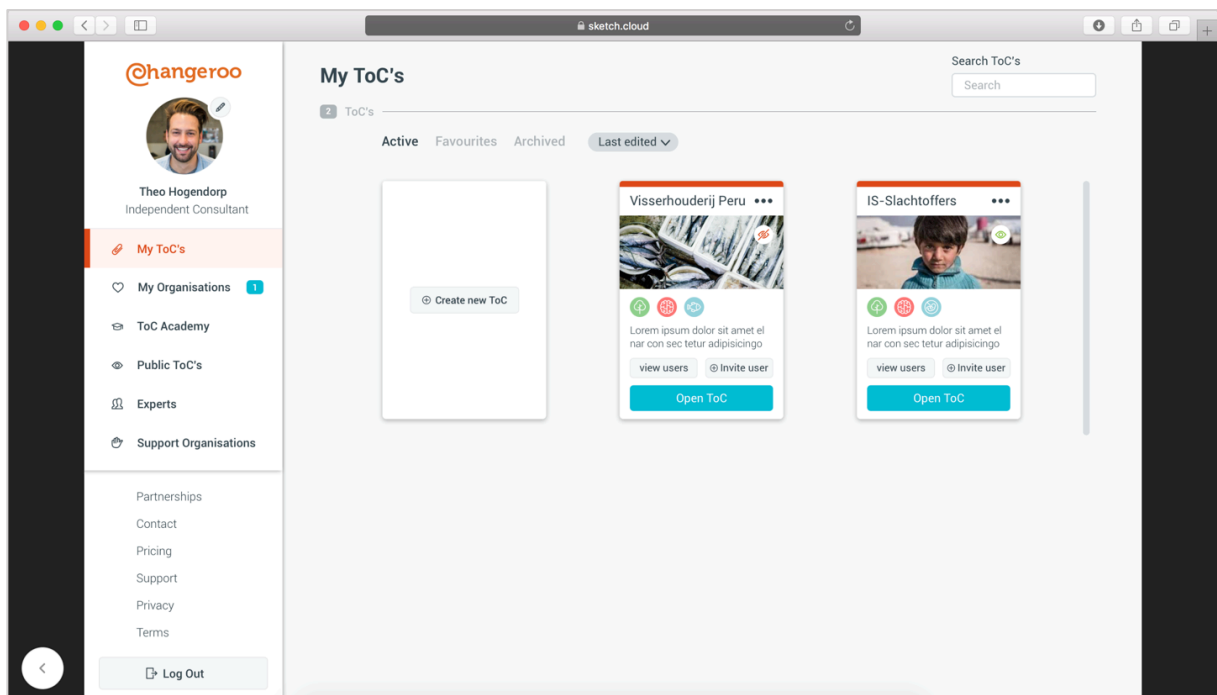 sketch.cloud
Changeroo
Theo Hogendorp
Independent Consultant
My ToC's
My Organisations 1
ToC Academy
Public ToC's
Experts
Support Organisations
Partnerships
Contact
Pricing
Support
Privacy
Terms
Log Out
My ToC's
Search ToC's
Search
2 ToC's
Active Favourites Archived Last edited
Create new ToC
Visserhouderij Peru
Lorem ipsum dolor sit amet el
nar con sec tetur adipisicingo
view users Invite user
Open ToC
IS-Slachtoffers
Lorem ipsum dolor sit amet el
nar con sec tetur adipisicingo
view users Invite user
Open ToC